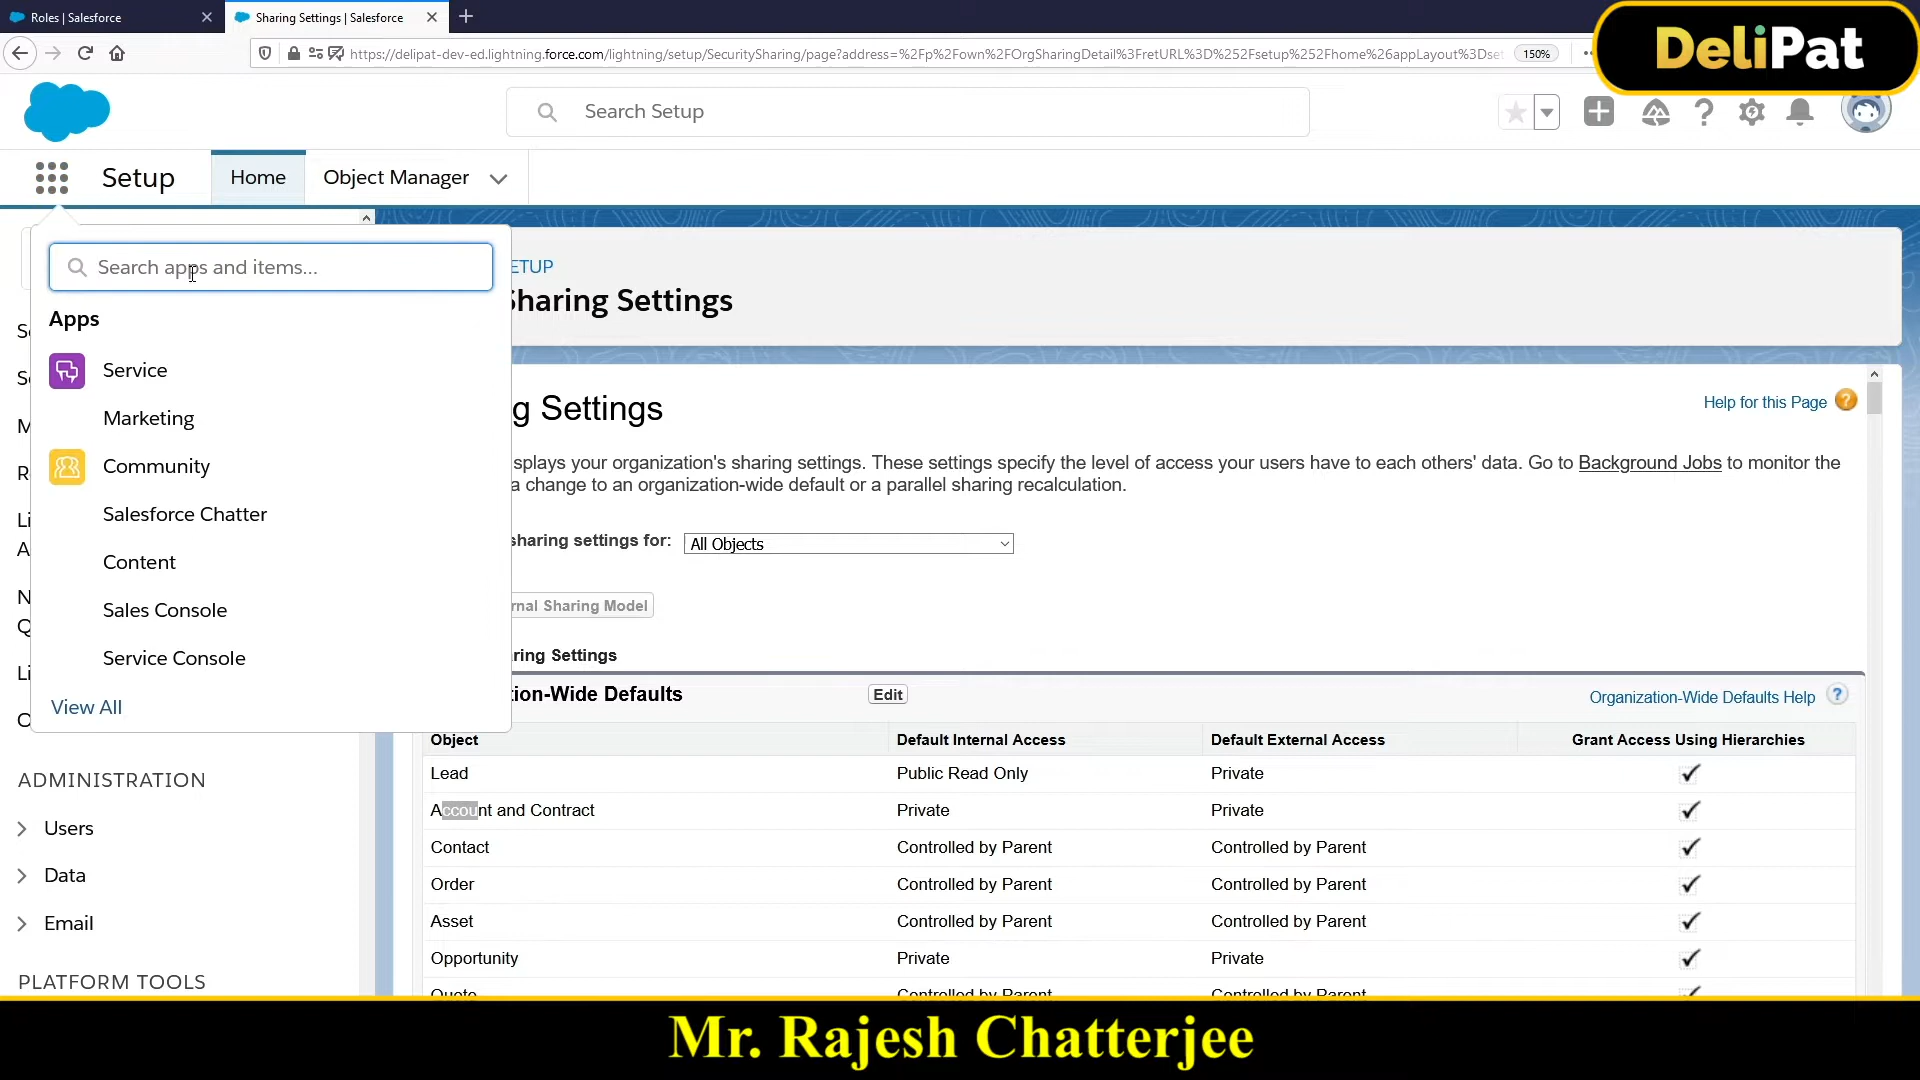 Roles | Salesforce
Sharing Settings | Salesforce
https://delipat-dev-ed.lightning.force.com/lightning/setup/SecuritySharing/page?address=%2Fp%2Fown%2FOrgSharingDetail%3FretURL%3D%252Fsetup%252Fhome%26appLayout%3Dset
150%
DeliPat
Search Setup
Setup
Home
Object Manager
Search apps and items...
Apps
Service
Marketing
Community
Salesforce Chatter
Content
Sales Console
Service Console
View All
ADMINISTRATION
Users
Data
Email
PLATFORM TOOLS
ETUP
Sharing Settings
g Settings
Help for this Page
splays your organization's sharing settings. These settings specify the level of access your users have to each others' data. Go to Background Jobs to monitor the
a change to an organization-wide default or a parallel sharing recalculation.
sharing settings for: All Objects
rnal Sharing Model
ring Settings
tion-Wide Defaults Edit Organization-Wide Defaults Help
Object Default Internal Access Default External Access Grant Access Using Hierarchies
Lead Public Read Only Private
Account and Contract Private Private
Contact Controlled by Parent Controlled by Parent
Order Controlled by Parent Controlled by Parent
Asset Controlled by Parent Controlled by Parent
Opportunity Private Private
Quote Controlled by Parent Controlled by Parent
Mr. Rajesh Chatterjee